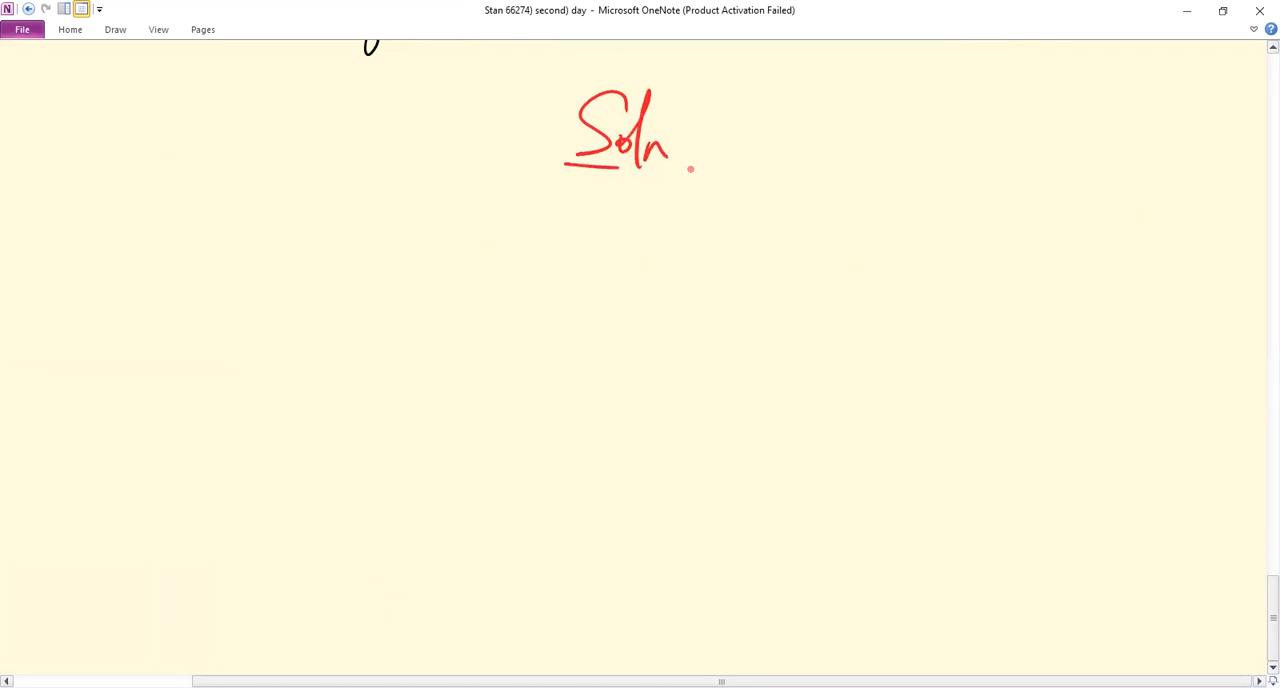 Stan 66274) second) day - Microsoft OneNote (Product Activation Failed)
File Home Draw View Pages
Soln